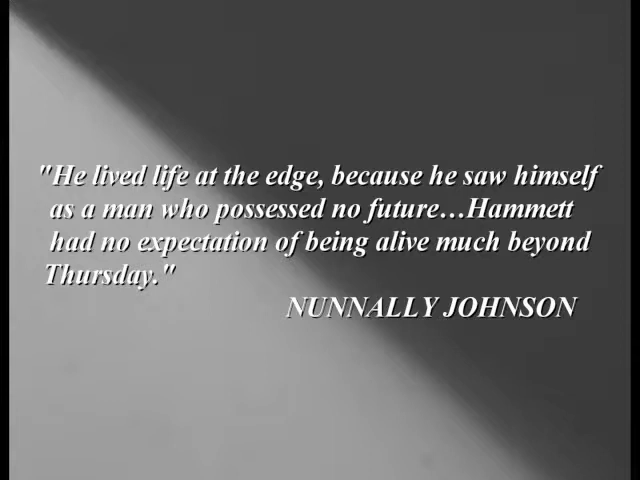 "He lived life at the edge, because he saw himself
as a man who possessed no future…Hammett
had no expectation of being alive much beyond
Thursday."
NUNNALLY JOHNSON